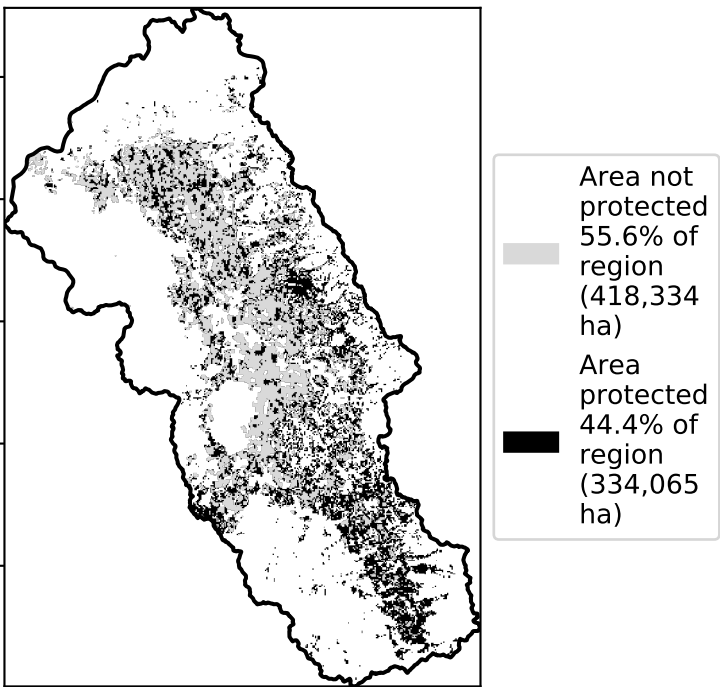 Area not
protected
55.6% of
region
(418,334
ha)
Area
protected
44.4% of
region
(334,065
ha)